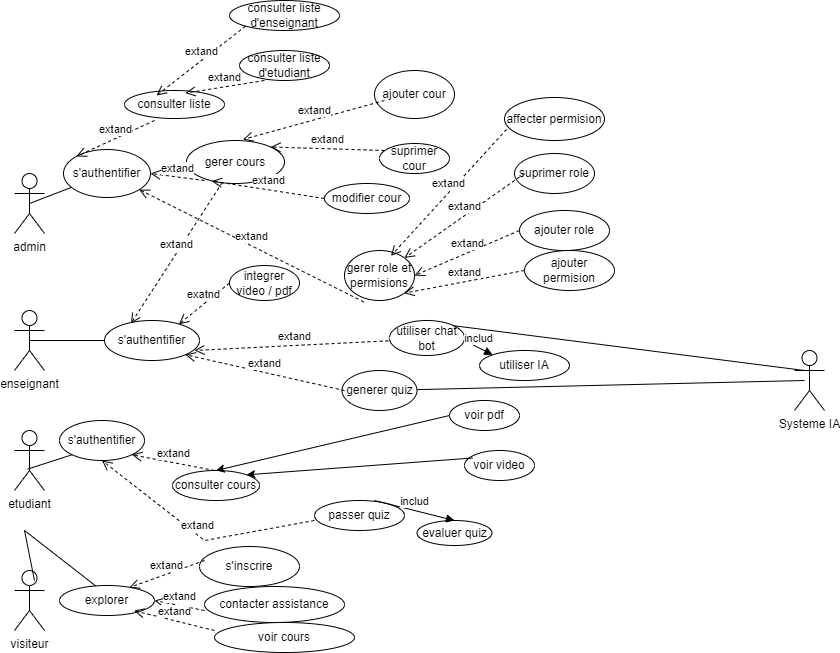 consulter liste
d'enseignant
extand
consulter liste
d'etudiant
extand
consulter liste
ajouter cour
extand
affecter permision
extand
extand
gerer cours
suprimer
cour
s'authentifier
extand
suprimer role
extand
extand
modifier cour
extand
admin
extand
extand
ajouter role
extand
gerer role et
permisions
ajouter
permision
extand
integrer
video / pdf
exatnd
s'authentifier
extand
utiliser chat
bot
includ
utiliser IA
extand
generer quiz
enseignant
Systeme IA
voir pdf
s'authentifier
extand
voir video
consulter cours
etudiant
includ
passer quiz
extand
evaluer quiz
extand
s'inscrire
explorer
extand
contacter assistance
extand
voir cours
visiteur